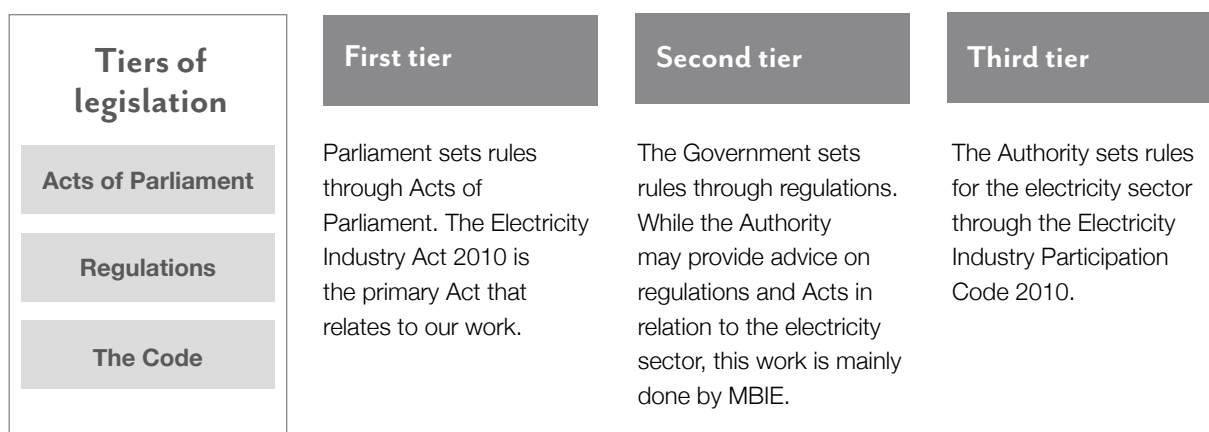 Tiers of
legislation
Acts of Parliament
Regulations
The Code
First tier
Parliament sets rules
through Acts of
Parliament. The Electricity
Industry Act 2010 is
the primary Act that
relates to our work.
Second tier
The Government sets
rules through regulations.
While the Authority
may provide advice on
regulations and Acts in
relation to the electricity
sector, this work is mainly
done by MBIE.
Third tier
The Authority sets rules
for the electricity sector
through the Electricity
Industry Participation
Code 2010.